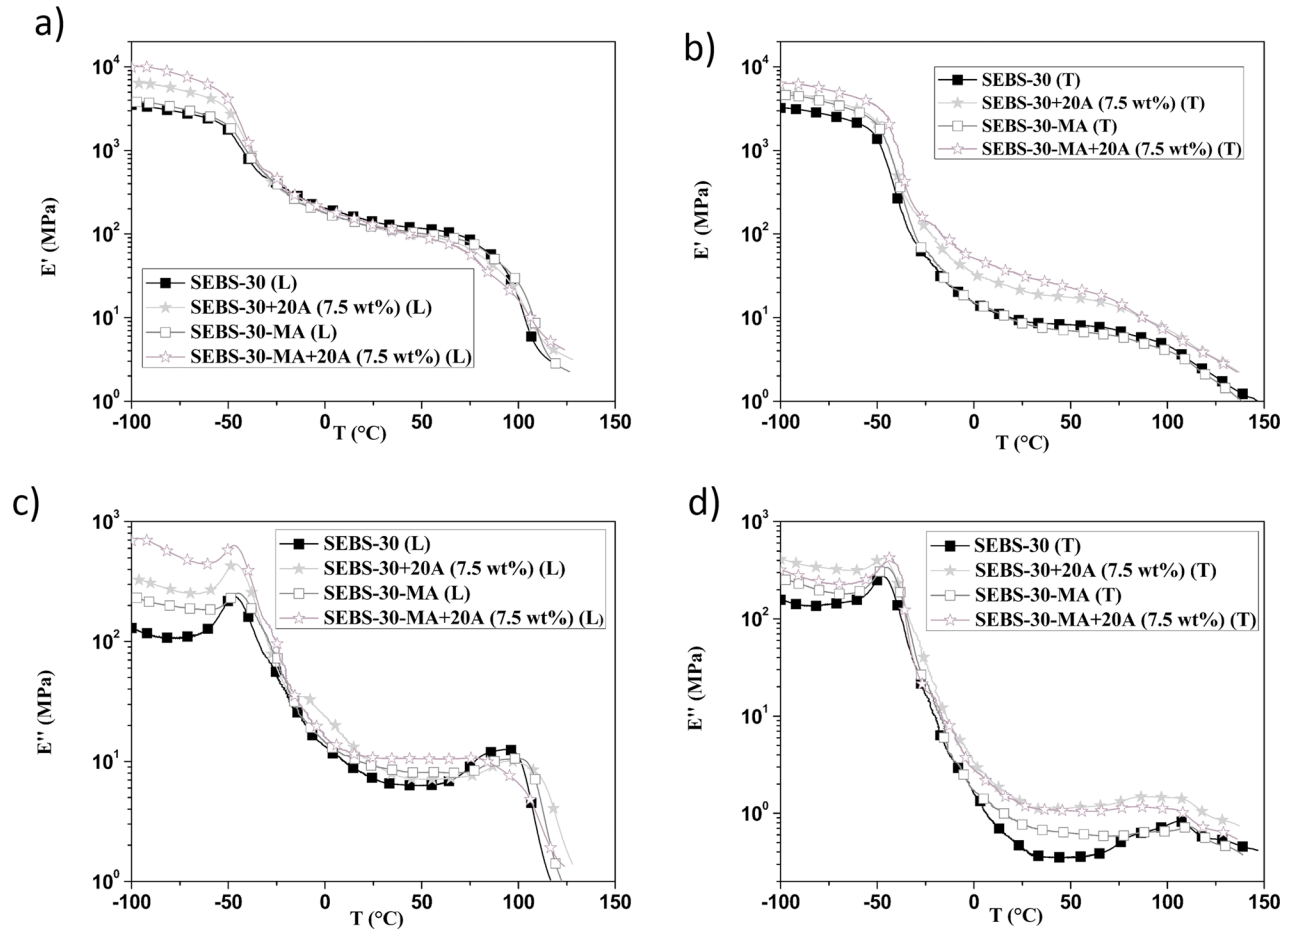 a)
E' (MPa)
10⁴
10³
10²
10¹
10⁰
SEBS-30 (L)
SEBS-30+20A (7.5 wt%) (L)
SEBS-30-MA (L)
SEBS-30-MA+20A (7.5 wt%) (L)
-100 -50 0 50 100 150
T (°C)
b)
E' (MPa)
10⁴
10³
10²
10¹
10⁰
SEBS-30 (T)
SEBS-30+20A (7.5 wt%) (T)
SEBS-30-MA (T)
SEBS-30-MA+20A (7.5 wt%) (T)
-100 -50 0 50 100 150
T (°C)
c)
E'' (MPa)
10³
10²
10¹
10⁰
SEBS-30 (L)
SEBS-30+20A (7.5 wt%) (L)
SEBS-30-MA (L)
SEBS-30-MA+20A (7.5 wt%) (L)
-100 -50 0 50 100 150
T (°C)
d)
E'' (MPa)
10³
10²
10¹
10⁰
SEBS-30 (T)
SEBS-30+20A (7.5 wt%) (T)
SEBS-30-MA (T)
SEBS-30-MA+20A (7.5 wt%) (T)
-100 -50 0 50 100 150
T (°C)